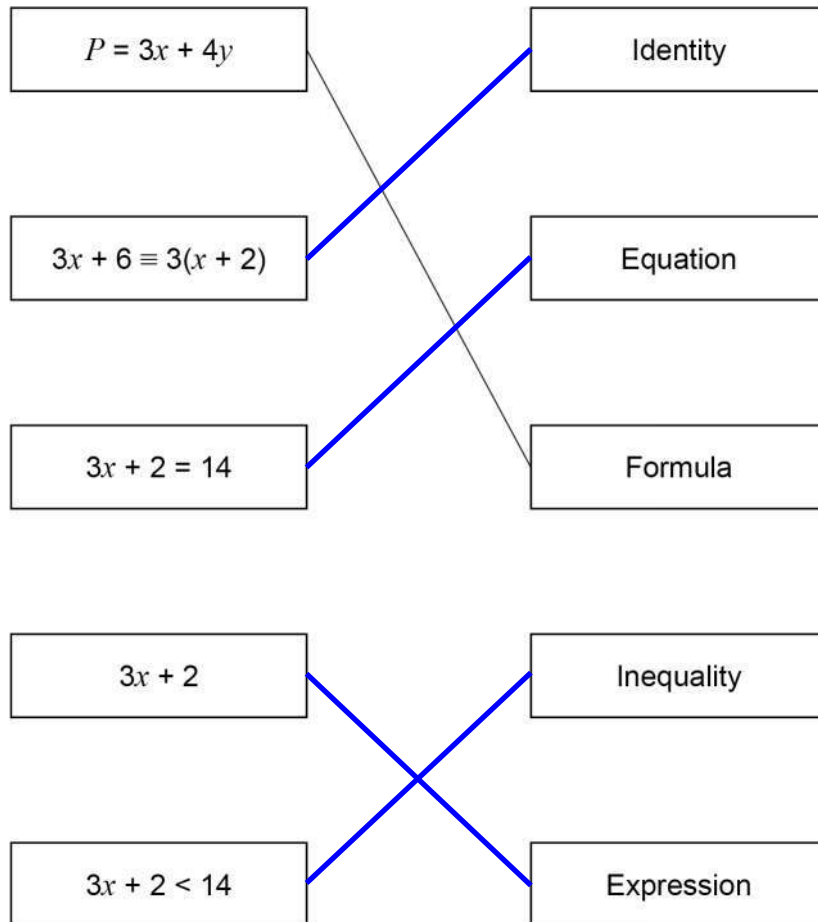 P = 3x + 4y
Identity
3x + 6 ≡ 3(x + 2)
Equation
3x + 2 = 14
Formula
3x + 2
Inequality
3x + 2 < 14
Expression